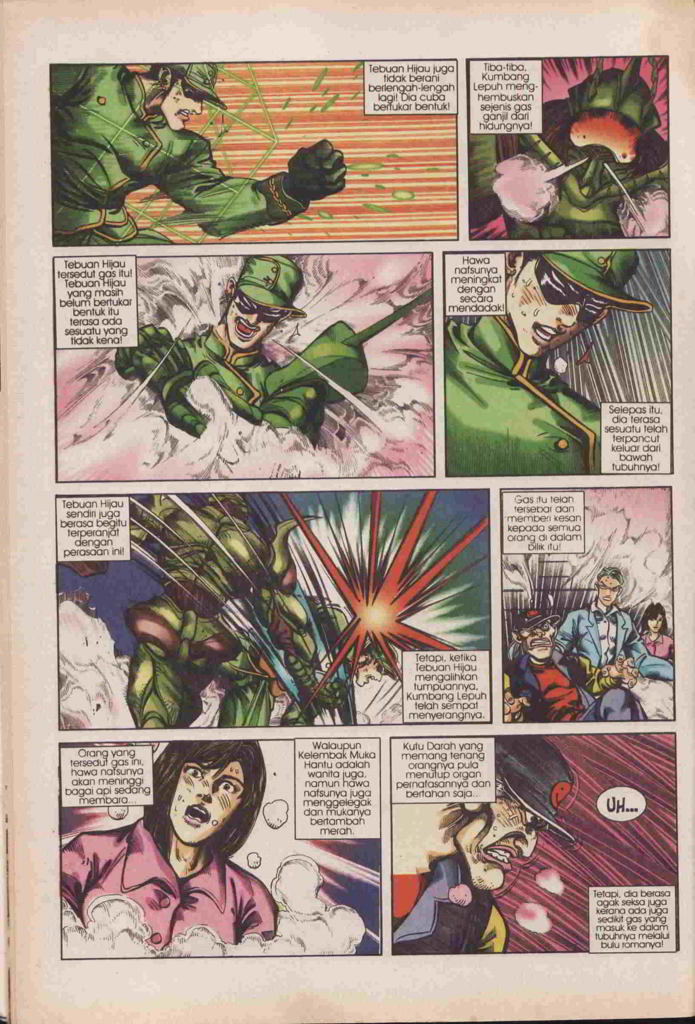 Tebuan Hijau juga
tidak berani
berlengah-lengah
lagi! Dia cuba
bertukar bentuk!
Tiba-tiba,
Kumbang
Lepuh meng-
hembuskan
sejenis gas
ganjil dari
hidungnya!
Tebuan Hijau
tersedut gas itu!
Tebuan Hijau
yang masih
belum bertukar
bentuk itu
terasa ada
sesuatu yang
tidak kena!
Hawa
nafsunya
meningkat
dengan
secara
mendadak!
Selepas itu,
dia terasa
sesuatu telah
terpancut
keluar dari
bawah
tubuhnya!
Tebuan Hijau
sendiri juga
berasa begitu
terperanjat
dengan
perasaan ini!
Tetapi, ketika
Tebuan Hijau
mengalihkan
tumpuannya,
Kumbang Lepuh
telah sempat
menyerangnya.
Gas itu telah
tersebar dan
memberi kesan
kepada semua
orang di dalam
bilik itu!
Orang yang
tersedut gas ini,
hawa nafsunya
akan meninggi
bagai api sedang
membara...
Walaupun
Kelembak Muka
Hantu adalah
wanita juga,
namun hawa
nafsunya juga
menggelegak
dan mukanya
bertambah
merah.
Kutu Darah yang
memang tenang
orangnya pula
menutup organ
pernafasannya dan
bertahan saja...
UH...
Tetapi, dia berasa
agak seksa juga
kerana ada juga
sedikit gas yang
masuk ke dalam
tubuhnya melalui
bulu romanya!